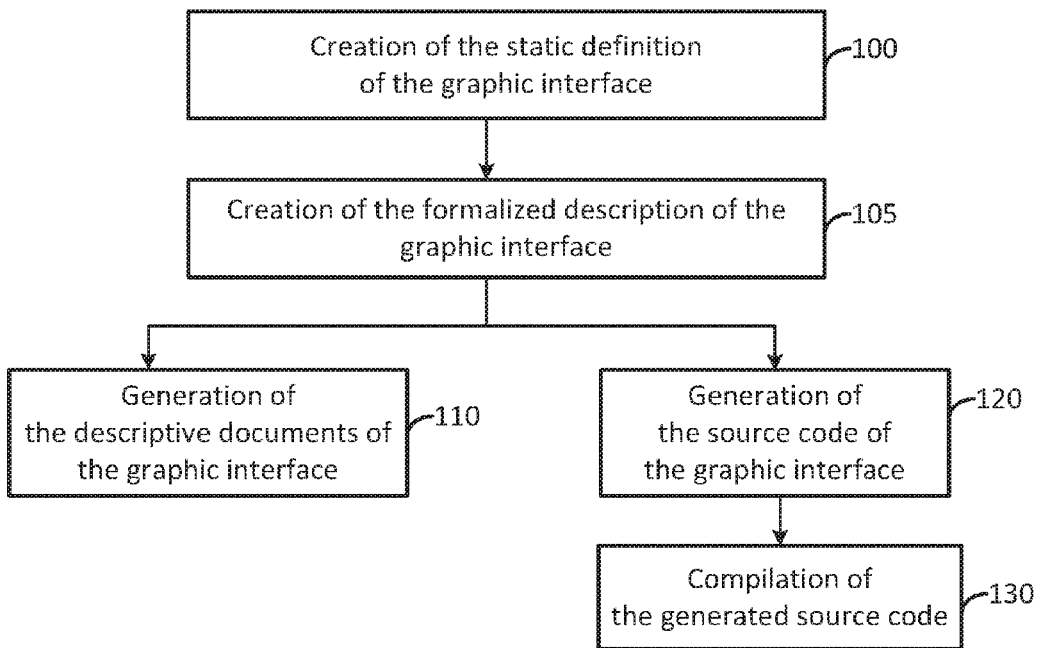 Creation of the static definition
of the graphic interface
100
Creation of the formalized description of the
graphic interface
105
Generation of
the descriptive documents of
the graphic interface
110
Generation of
the source code of
the graphic interface
120
Compilation of
the generated source code
130